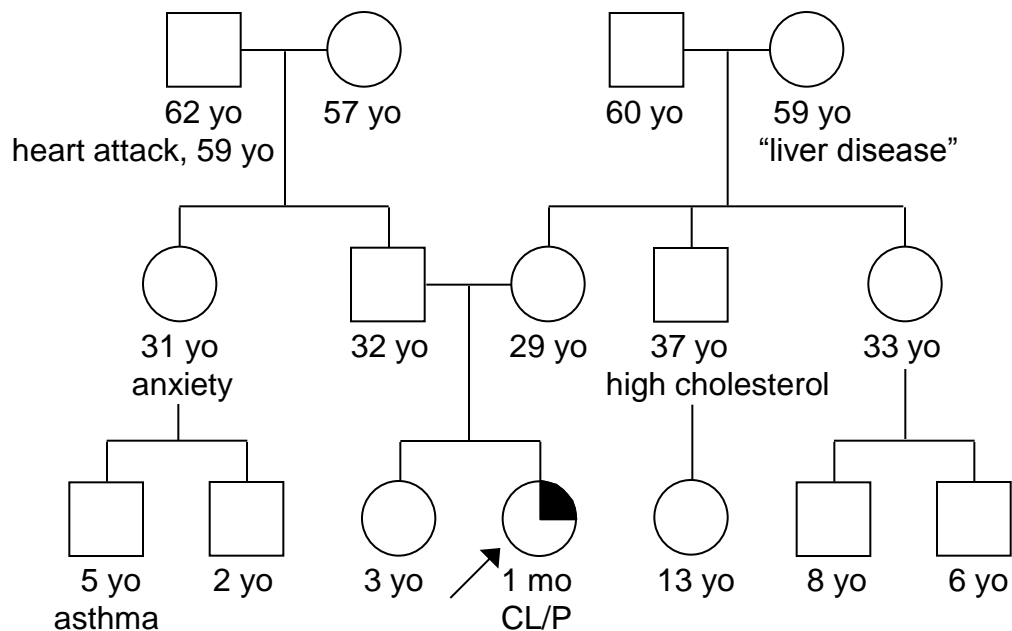 62 yo
heart attack, 59 yo
57 yo
60 yo
59 yo
“liver disease”
31 yo
anxiety
32 yo
29 yo
37 yo
high cholesterol
33 yo
5 yo
asthma
2 yo
3 yo
1 mo
CL/P
13 yo
8 yo
6 yo